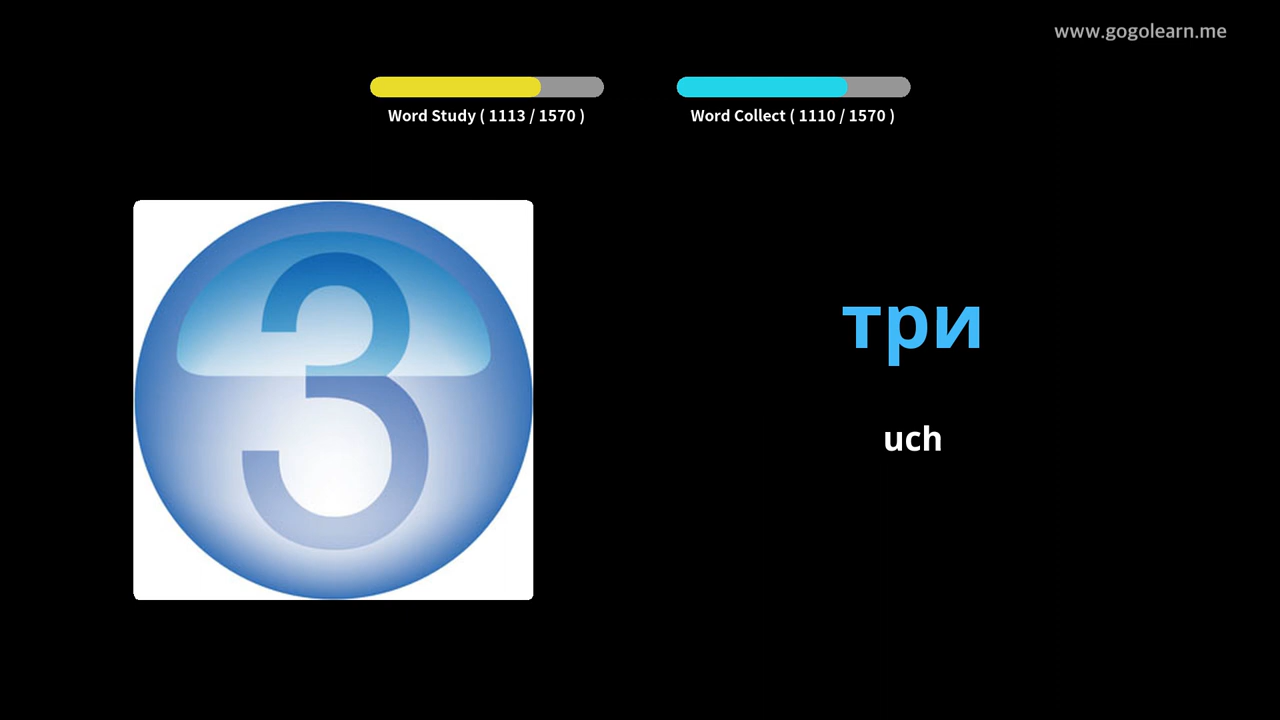 www.gogolearn.me
Word Study ( 1113 / 1570 )
Word Collect ( 1110 / 1570 )
3
три
uch